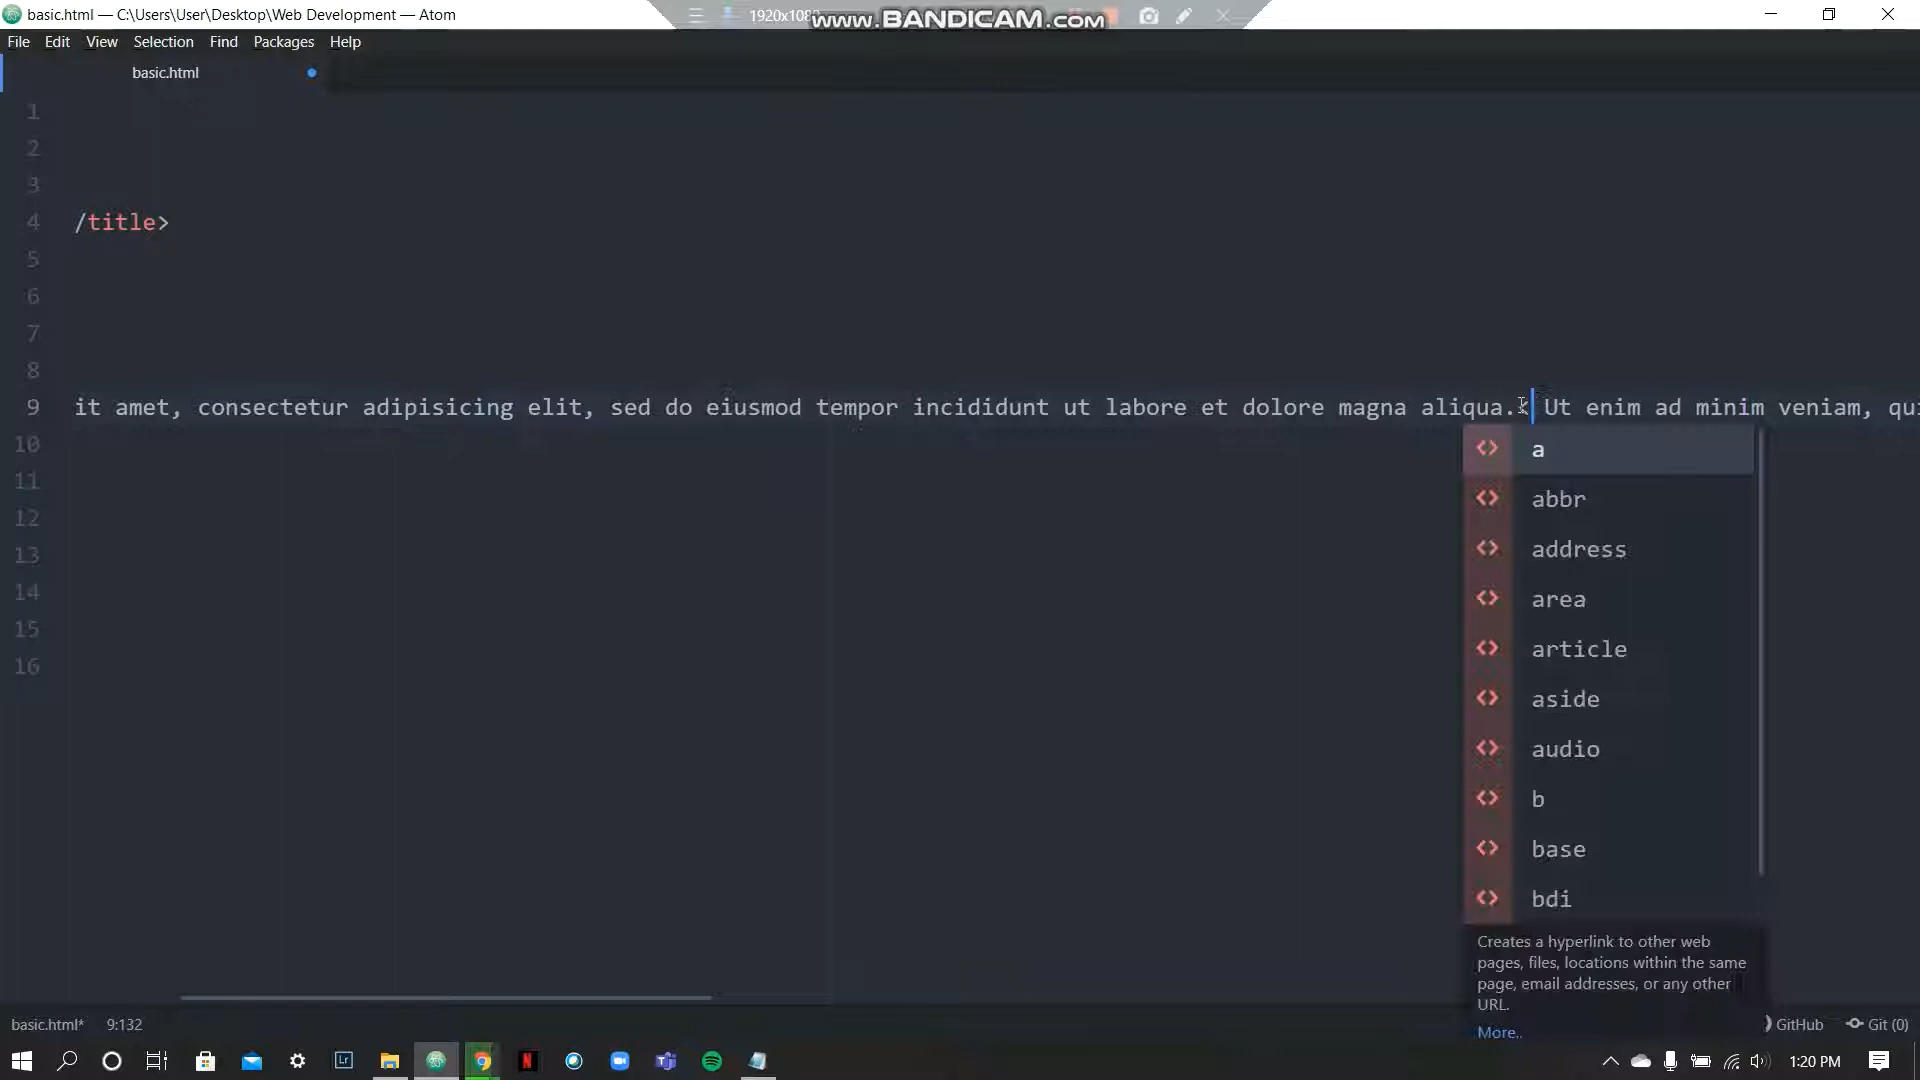 basic.html — C:\Users\User\Desktop\Web Development — Atom
1920x108
www.BANDICAM.com
File Edit View Selection Find Packages Help
basic.html
1
2
3
4 /title>
5
6
7
8
9 it amet, consectetur adipisicing elit, sed do eiusmod tempor incididunt ut labore et dolore magna aliqua.< Ut enim ad minim veniam, qui
10
11
12
13
14
15
16
<> a
<> abbr
<> address
<> area
<> article
<> aside
<> audio
<> b
<> base
<> bdi
Creates a hyperlink to other web
pages, files, locations within the same
page, email addresses, or any other
URL.
More..
basic.html* 9:132 GitHub Git (0)
Lr N T 1:20 PM